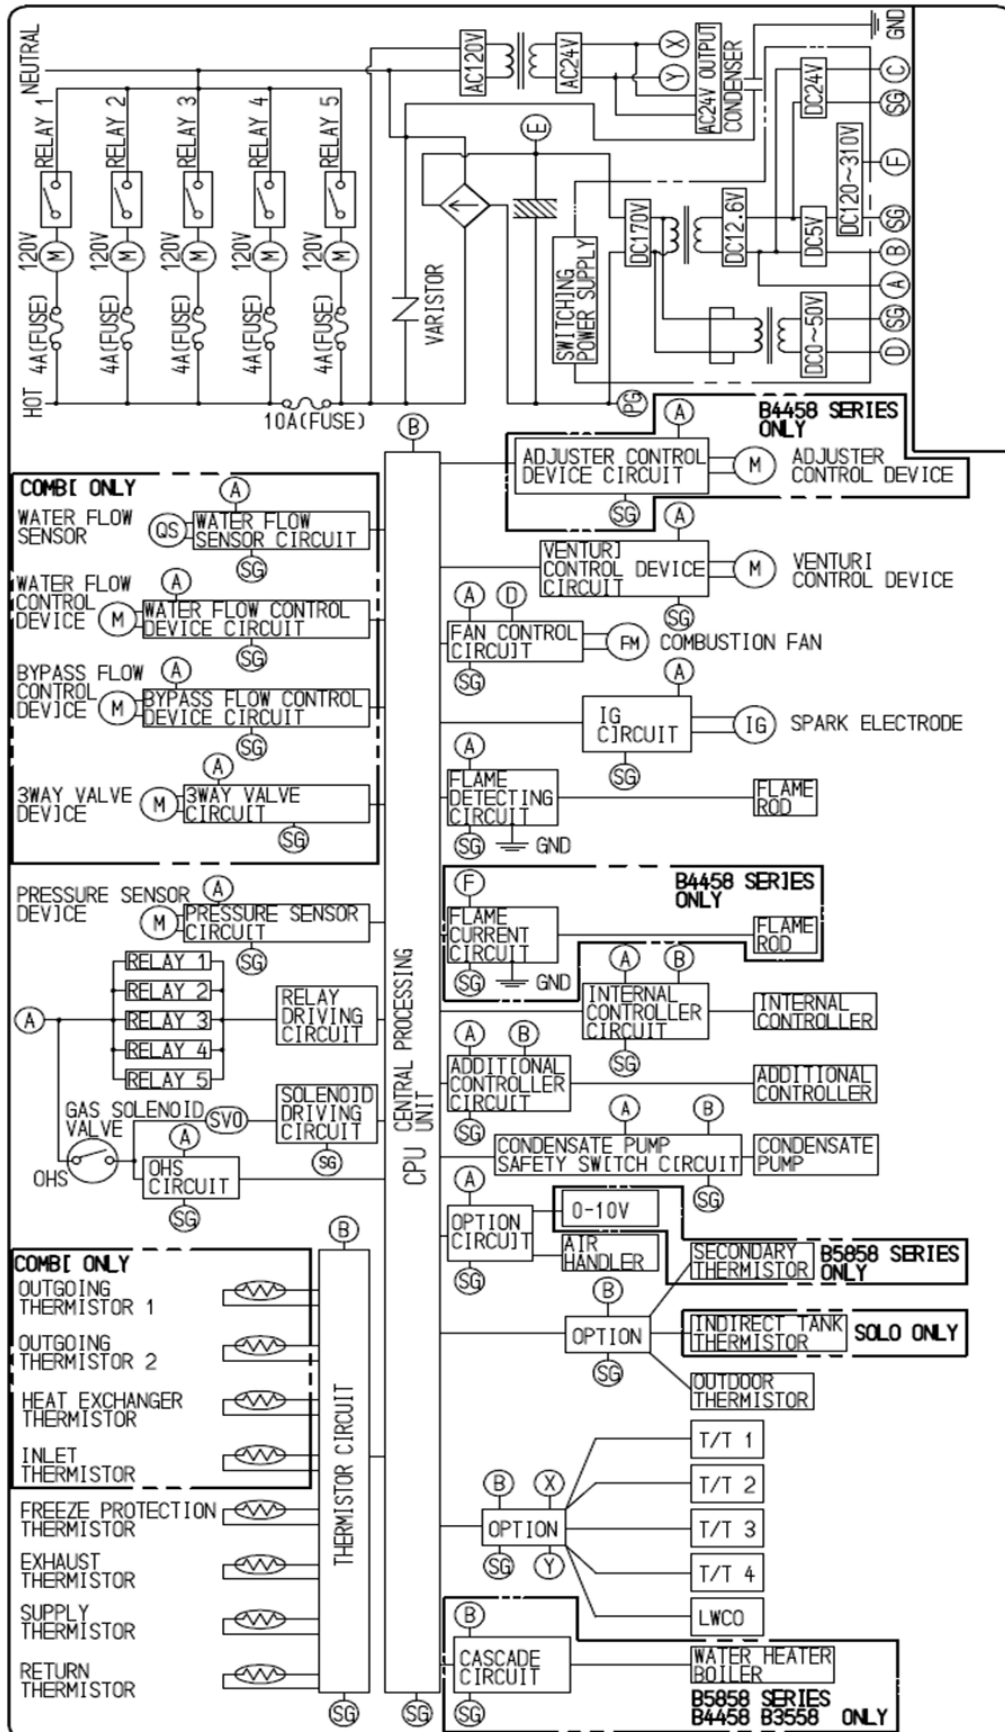 NEUTRAL
RELAY 1
RELAY 2
RELAY 3
RELAY 4
RELAY 5
120V
120V
120V
120V
120V
M
M
M
M
M
4A(FUSE)
4A(FUSE)
4A(FUSE)
4A(FUSE)
4A(FUSE)
HOT
10A(FUSE)
VARISTOR
AC120V
AC24V
X
Y
AC24V OUTPUT
CONDENSER
GND
E
SWITCHING
POWER SUPPLY
DC170V
DC12.6V
DC24V
DC5V
DC120~310V
DC0~50V
C
SG
F
SG
B
A
SG
D
PG
B
CPU CENTRAL PROCESSING
UNIT
SG
COMBI ONLY
WATER FLOW
SENSOR
QS
A
WATER FLOW
SENSOR CIRCUIT
SG
WATER FLOW
CONTROL
DEVICE
M
A
WATER FLOW CONTROL
DEVICE CIRCUIT
SG
BYPASS FLOW
CONTROL
DEVICE
M
A
BYPASS FLOW CONTROL
DEVICE CIRCUIT
SG
3WAY VALVE
DEVICE
M
A
3WAY VALVE
CIRCUIT
SG
PRESSURE SENSOR
DEVICE
M
A
PRESSURE SENSOR
CIRCUIT
SG
A
RELAY 1
RELAY 2
RELAY 3
RELAY 4
RELAY 5
RELAY
DRIVING
CIRCUIT
GAS SOLENOID
VALVE
SV0
SOLENOID
DRIVING
CIRCUIT
SG
OHS
A
OHS
CIRCUIT
SG
COMBI ONLY
OUTGOING
THERMISTOR 1
OUTGOING
THERMISTOR 2
HEAT EXCHANGER
THERMISTOR
INLET
THERMISTOR
FREEZE PROTECTION
THERMISTOR
EXHAUST
THERMISTOR
SUPPLY
THERMISTOR
RETURN
THERMISTOR
B
THERMISTOR CIRCUIT
SG
B4458 SERIES
ONLY
A
ADJUSTER CONTROL
DEVICE CIRCUIT
SG
M
ADJUSTER
CONTROL DEVICE
A
VENTURI
CONTROL DEVICE
CIRCUIT
SG
M
VENTURI
CONTROL DEVICE
A
D
FAN CONTROL
CIRCUIT
SG
FM
COMBUSTION FAN
A
IG
CIRCUIT
SG
IG
SPARK ELECTRODE
A
FLAME
DETECTING
CIRCUIT
SG
GND
FLAME
ROD
B4458 SERIES
ONLY
F
FLAME
CURRENT
CIRCUIT
SG
GND
FLAME
ROD
A
B
INTERNAL
CONTROLLER
CIRCUIT
SG
INTERNAL
CONTROLLER
A
B
ADDITIONAL
CONTROLLER
CIRCUIT
SG
ADDITIONAL
CONTROLLER
A
B
CONDENSATE PUMP
SAFETY SWITCH CIRCUIT
SG
CONDENSATE
PUMP
A
OPTION
CIRCUIT
SG
0-10V
AIR
HANDLER
B
OPTION
SG
SECONDARY
THERMISTOR
B5858 SERIES
ONLY
INDIRECT TANK
THERMISTOR
SOLO ONLY
OUTDOOR
THERMISTOR
B
X
OPTION
SG
Y
T/T 1
T/T 2
T/T 3
T/T 4
LWCO
B
CASCADE
CIRCUIT
SG
WATER HEATER
BOILER
B5858 SERIES
B4458 B3558 ONLY